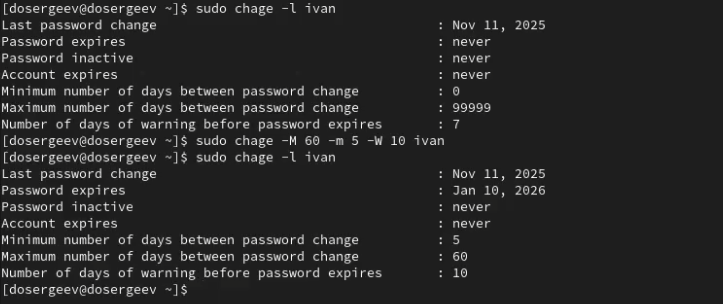 [dosergeev@dosergeev ~]$ sudo chage -l ivan
Last password change : Nov 11, 2025
Password expires : never
Password inactive : never
Account expires : never
Minimum number of days between password change : 0
Maximum number of days between password change : 99999
Number of days of warning before password expires : 7
[dosergeev@dosergeev ~]$ sudo chage -M 60 -m 5 -W 10 ivan
[dosergeev@dosergeev ~]$ sudo chage -l ivan
Last password change : Nov 11, 2025
Password expires : Jan 10, 2026
Password inactive : never
Account expires : never
Minimum number of days between password change : 5
Maximum number of days between password change : 60
Number of days of warning before password expires : 10
[dosergeev@dosergeev ~]$